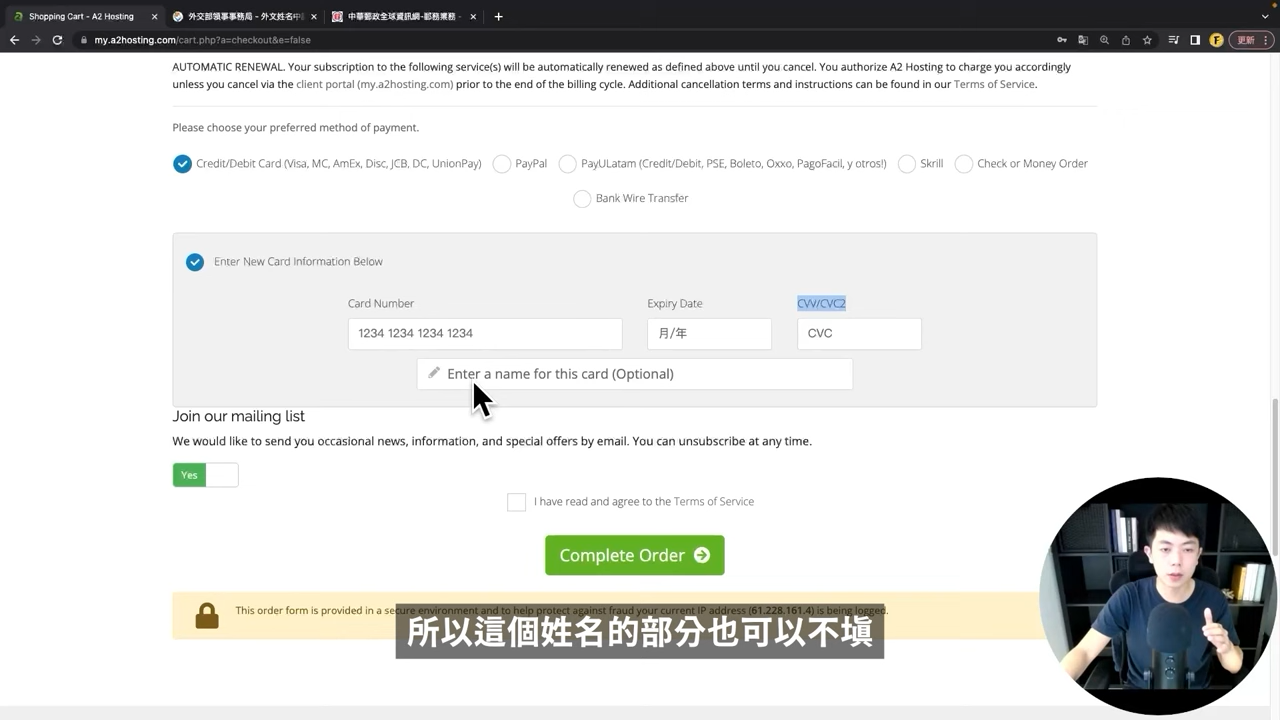 Shopping Cart - A2 Hosting
外交部領事事務局 - 外文姓名中
中華郵政全球資訊網-郵務業務 -
my.a2hosting.com/cart.php?a=checkout&e=false
更新
AUTOMATIC RENEWAL. Your subscription to the following service(s) will be automatically renewed as defined above until you cancel. You authorize A2 Hosting to charge you accordingly
unless you cancel via the client portal (my.a2hosting.com) prior to the end of the billing cycle. Additional cancellation terms and instructions can be found in our Terms of Service.
Please choose your preferred method of payment.
Credit/Debit Card (Visa, MC, AmEx, Disc, JCB, DC, UnionPay)
PayPal
PayULatam (Credit/Debit, PSE, Boleto, Oxxo, PagoFacil, y otros!)
Skrill
Check or Money Order
Bank Wire Transfer
Enter New Card Information Below
Card Number
Expiry Date
CVV/CVC2
1234 1234 1234 1234
月/年
CVC
Enter a name for this card (Optional)
Join our mailing list
We would like to send you occasional news, information, and special offers by email. You can unsubscribe at any time.
Yes
I have read and agree to the Terms of Service
Complete Order
This order form is provided in a secure environment and to help protect against fraud your current IP address (61.228.161.4) is being logged.
所以這個姓名的部分也可以不填